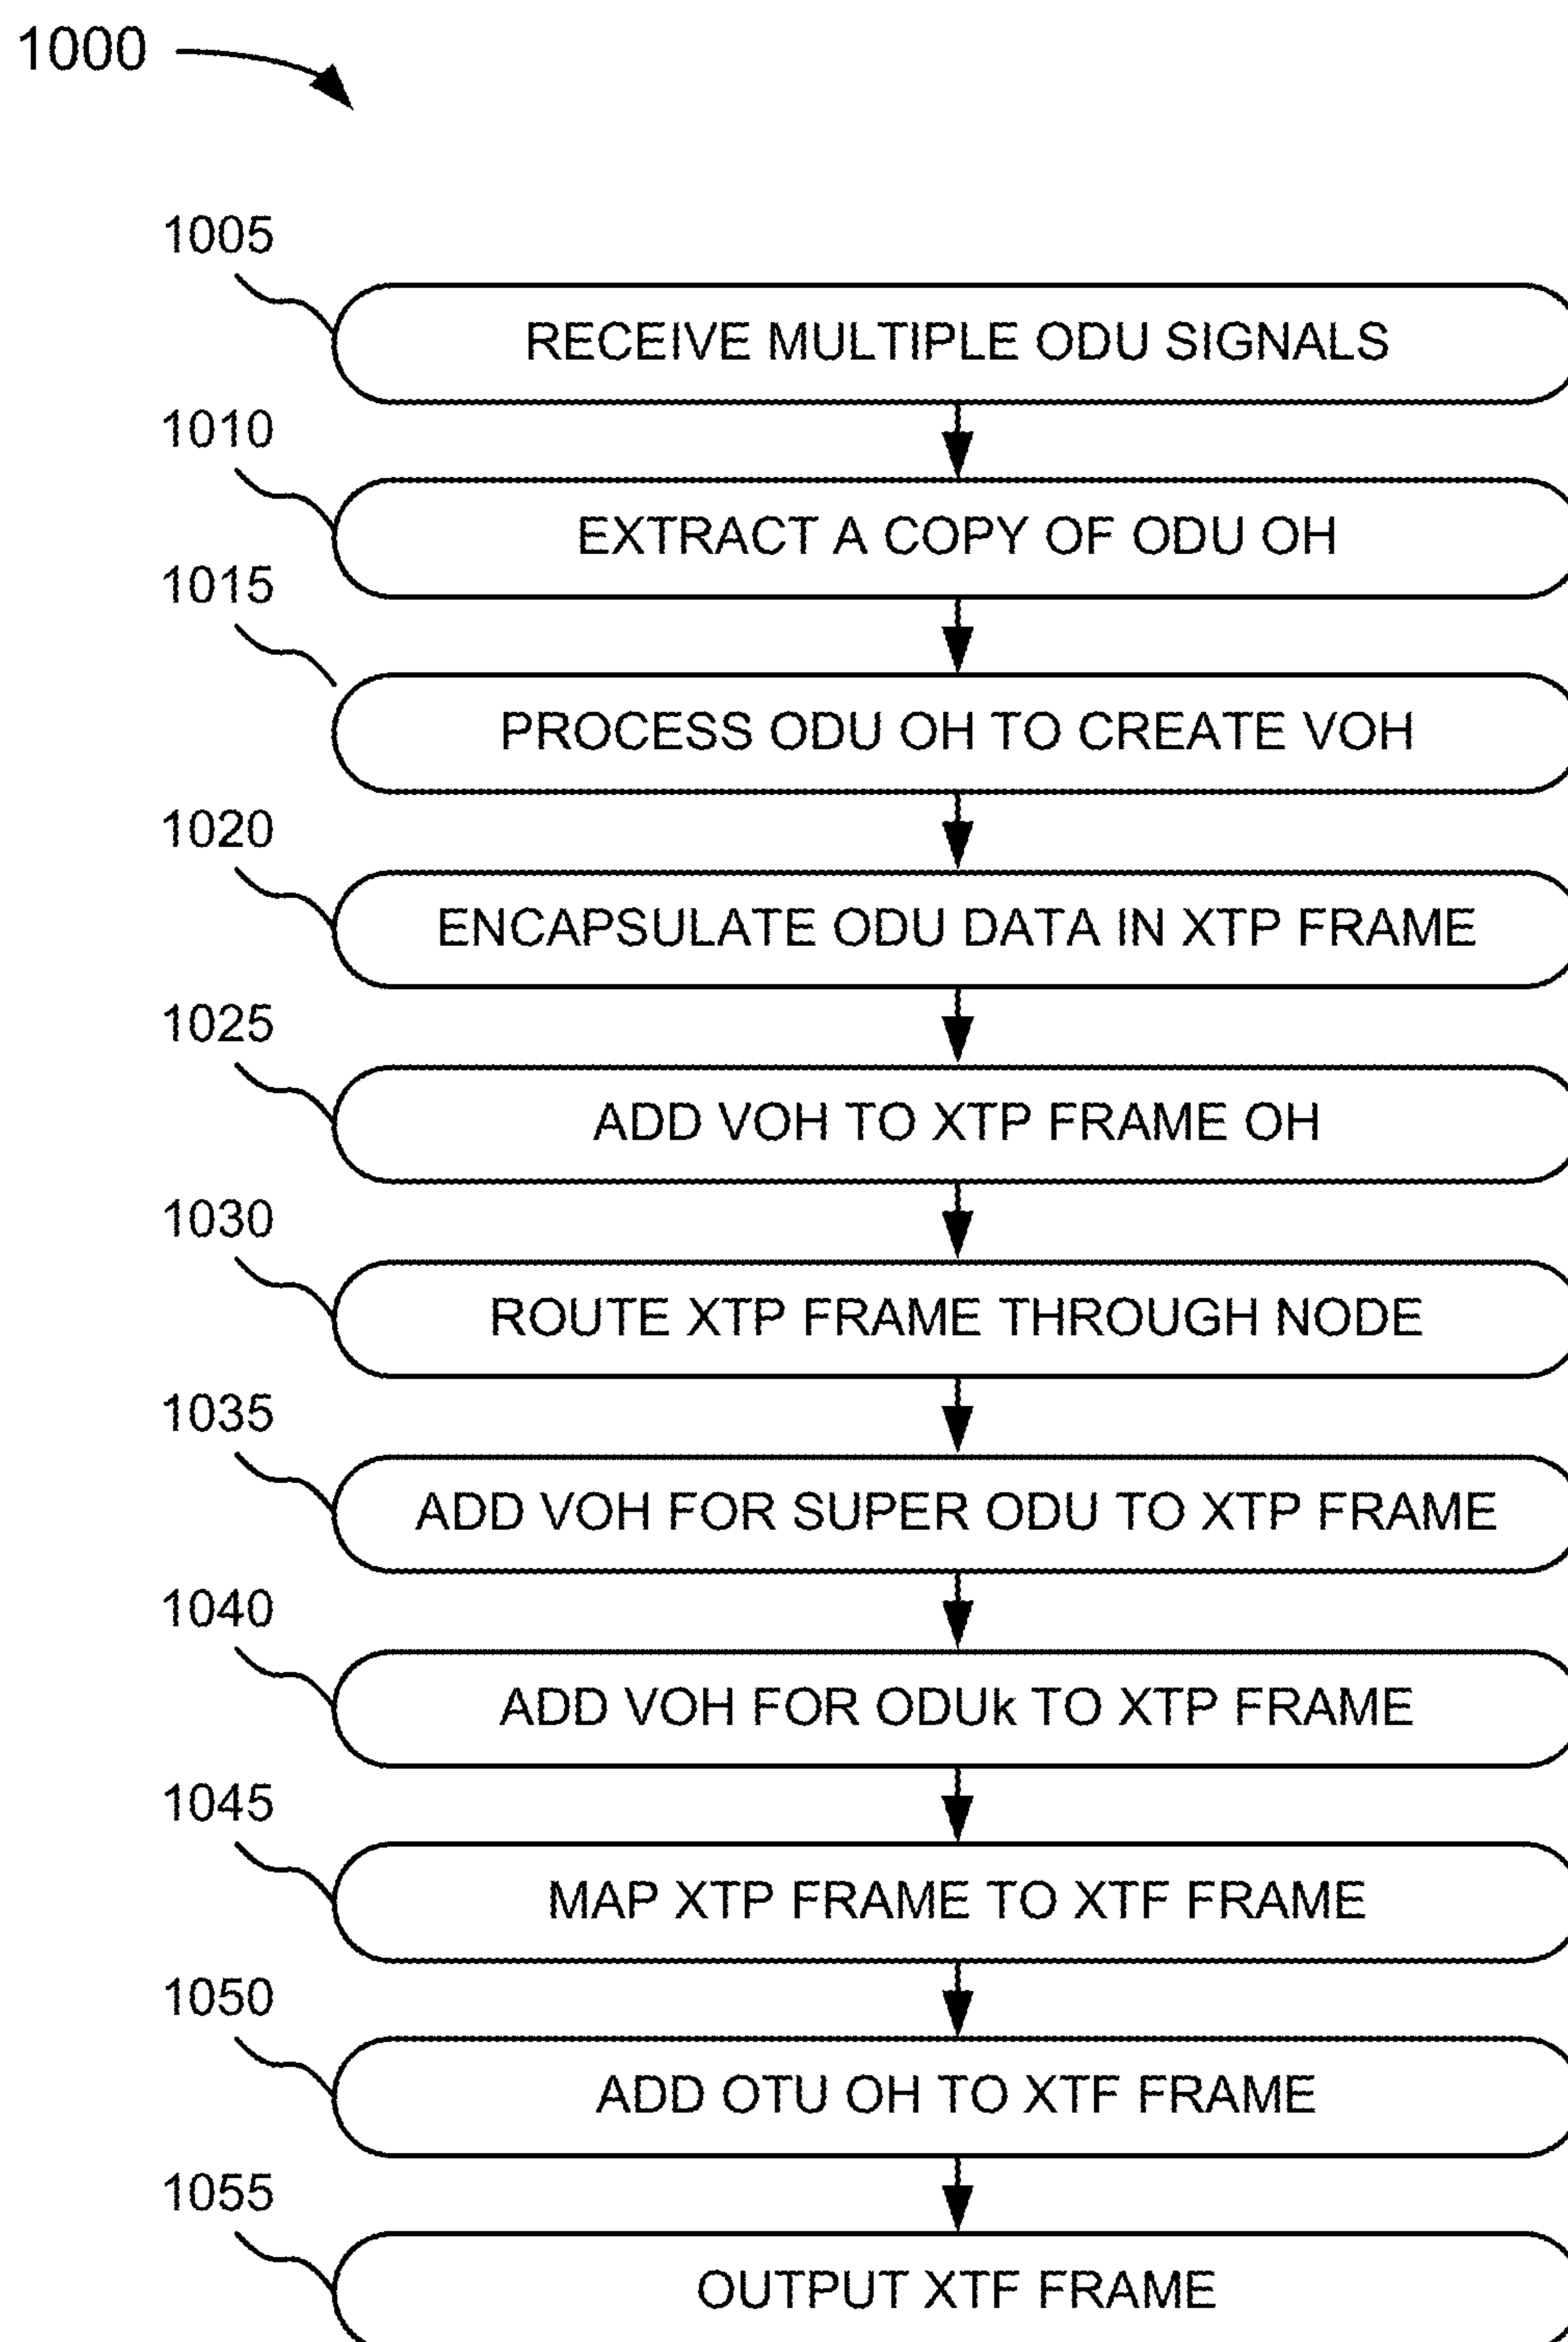 1000
1005
RECEIVE MULTIPLE ODU SIGNALS
1010
EXTRACT A COPY OF ODU OH
1015
PROCESS ODU OH TO CREATE VOH
1020
ENCAPSULATE ODU DATA IN XTP FRAME
1025
ADD VOH TO XTP FRAME OH
1030
ROUTE XTP FRAME THROUGH NODE
1035
ADD VOH FOR SUPER ODU TO XTP FRAME
1040
ADD VOH FOR ODUk TO XTP FRAME
1045
MAP XTP FRAME TO XTF FRAME
1050
ADD OTU OH TO XTF FRAME
1055
OUTPUT XTF FRAME